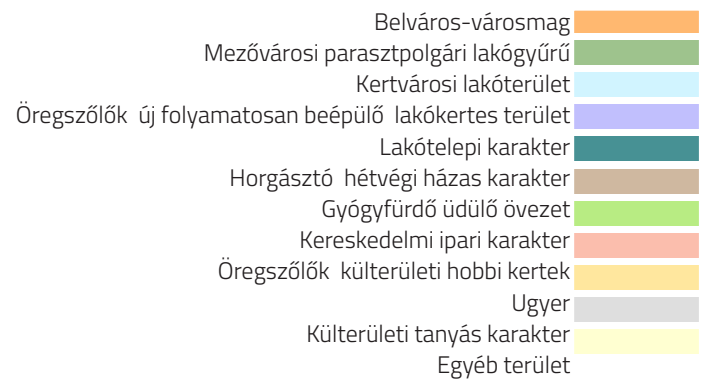 Belváros-városmag
Mezővárosi parasztpolgári lakógyűrű
Kertvárosi lakóterület
Öregszőlők új folyamatosan beépülő lakókertes terület
Lakótelepi karakter
Horgásztó hétvégi házas karakter
Gyógyfürdő üdülő övezet
Kereskedelmi ipari karakter
Öregszőlők külterületi hobbi kertek
Ugyer
Külterületi tanyás karakter
Egyéb terület